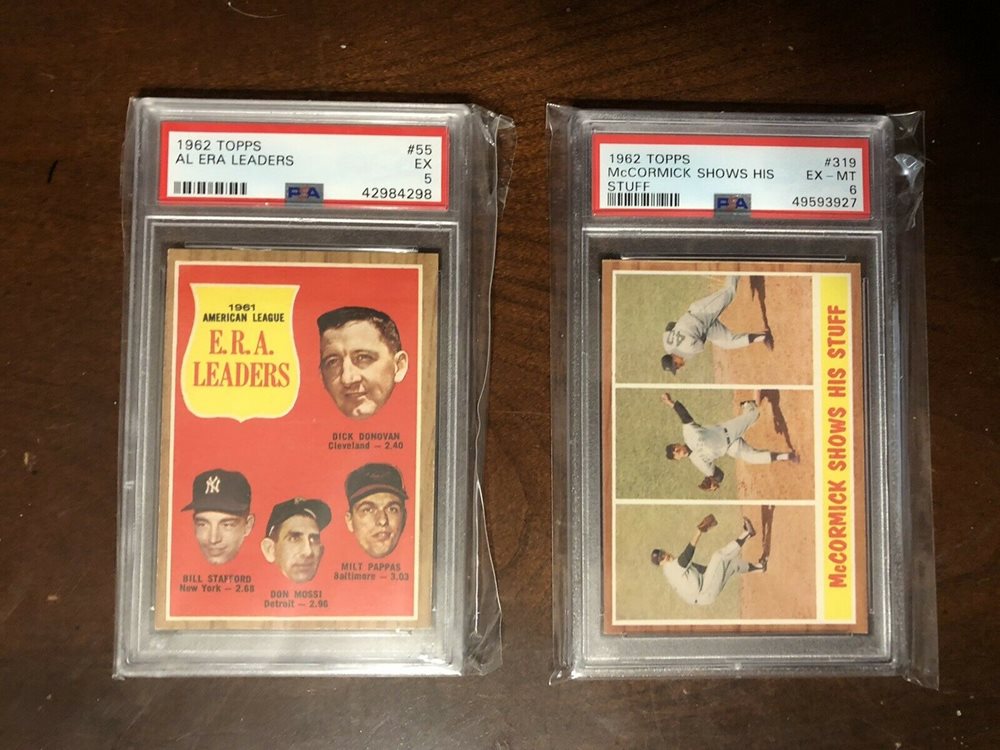 1962 TOPPS #55
AL ERA LEADERS EX
5
PSA 42984298
1961
AMERICAN LEAGUE
E.R.A.
LEADERS
DICK DONOVAN
Cleveland — 2.40
NY
BILL STAFFORD
New York — 2.68
DON MOSSI
Detroit — 2.96
MILT PAPPAS
Baltimore — 3.03
1962 TOPPS #319
McCORMICK SHOWS HIS EX - MT
STUFF 6
PSA 49593927
McCORMICK SHOWS HIS STUFF